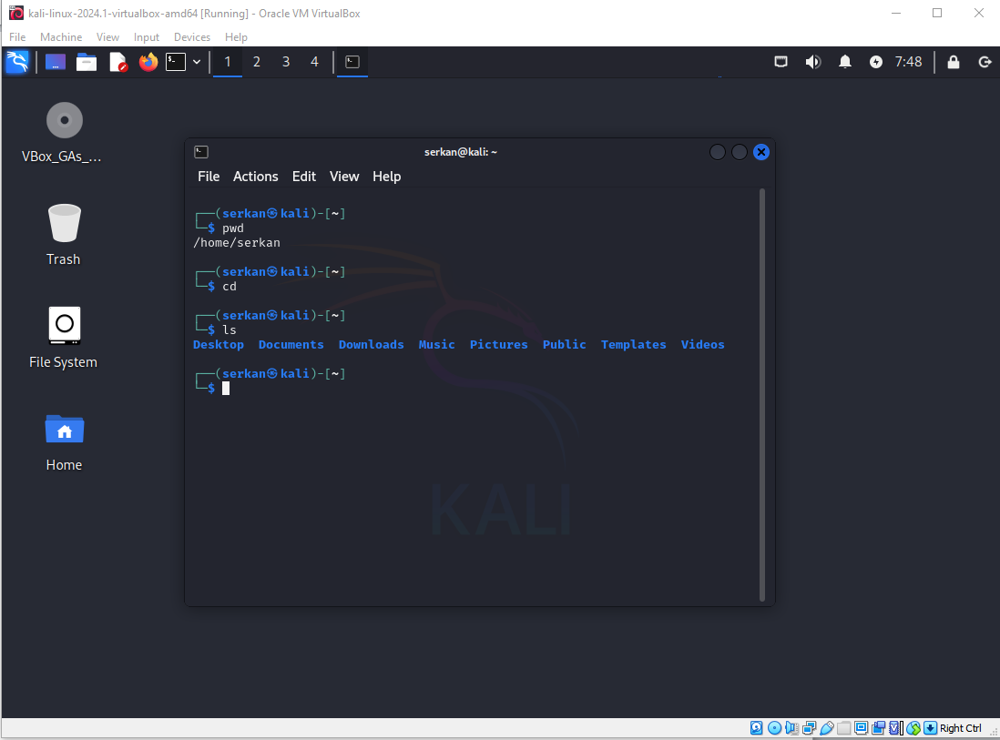 kali-linux-2024.1-virtualbox-amd64 [Running] - Oracle VM VirtualBox
File Machine View Input Devices Help
1 2 3 4 7:48
VBox_GAs_...
Trash
File System
Home
serkan@kali: ~
File Actions Edit View Help
┌──(serkan㉿kali)-[~]
└─$ pwd
/home/serkan
┌──(serkan㉿kali)-[~]
└─$ cd
┌──(serkan㉿kali)-[~]
└─$ ls
Desktop Documents Downloads Music Pictures Public Templates Videos
┌──(serkan㉿kali)-[~]
└─$
KALI
Right Ctrl